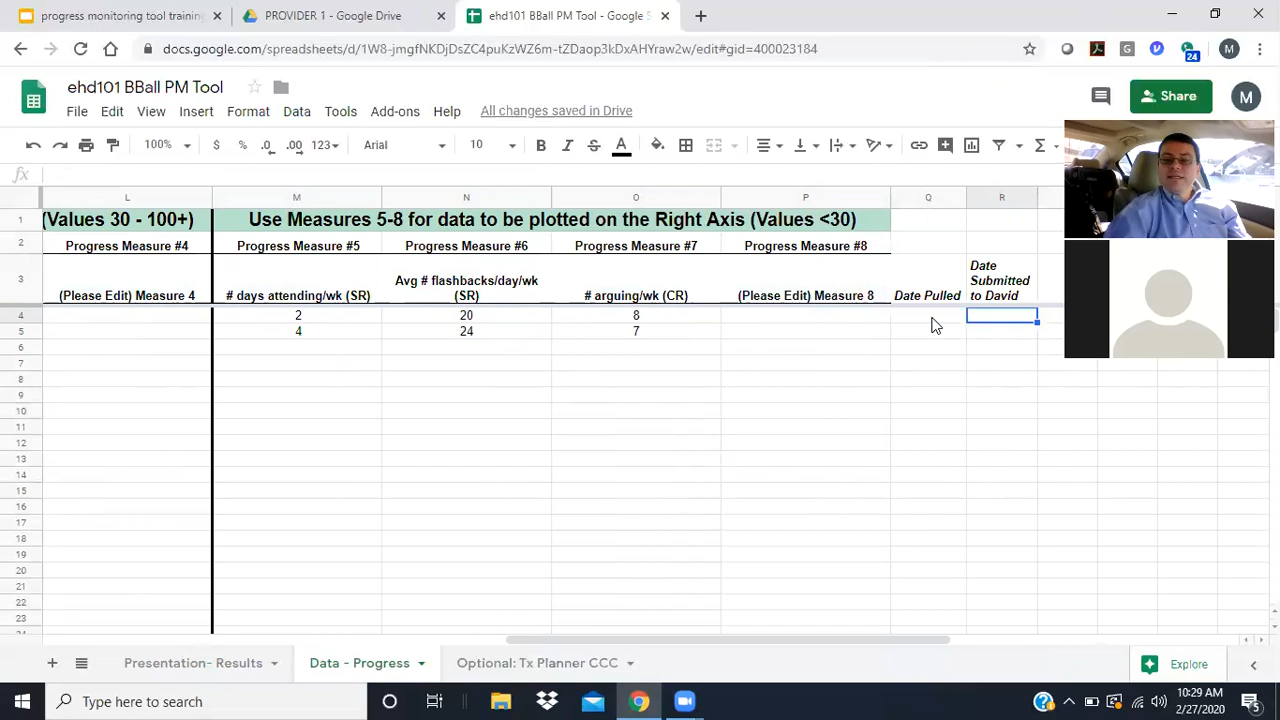 progress monitoring tool training
PROVIDER 1 - Google Drive
ehd101 BBall PM Tool - Google S
docs.google.com/spreadsheets/d/1W8-jmgfNKDjDsZC4puKzWZ6m-tZDaop3kDxAHYraw2w/edit#gid=400023184
24
M
ehd101 BBall PM Tool
File Edit View Insert Format Data Tools Add-ons Help All changes saved in Drive
Share
M
100% $ % .0 .00 123 Arial 10 B I S A
fx
L M N O P Q R
1 (Values 30 - 100+) Use Measures 5-8 for data to be plotted on the Right Axis (Values <30)
2 Progress Measure #4 Progress Measure #5 Progress Measure #6 Progress Measure #7 Progress Measure #8
3 (Please Edit) Measure 4 # days attending/wk (SR) Avg # flashbacks/day/wk (SR) # arguing/wk (CR) (Please Edit) Measure 8 Date Pulled Date Submitted to David
4 2 20 8
5 4 24 7
6
7
8
9
10
11
12
13
14
15
16
17
18
19
20
21
22
23
Presentation- Results Data - Progress Optional: Tx Planner CCC Explore
Type here to search
10:29 AM
2/27/2020
5